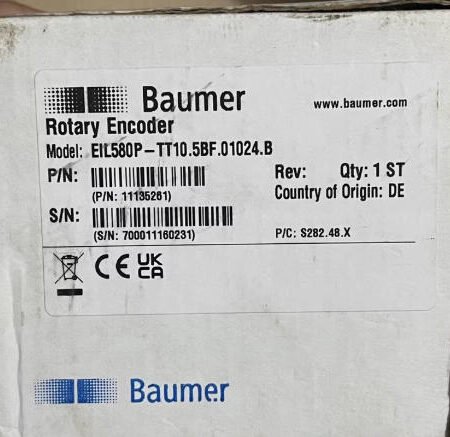 Baumer
www.baumer.com
Rotary Encoder
Model: EIL580P-TT10.5BF.01024.B
P/N:
(P/N: 11135261)
Rev: Qty: 1 ST
Country of Origin: DE
S/N:
(S/N: 700011160231)
P/C: S282.48.X
CE UK CA
Baumer